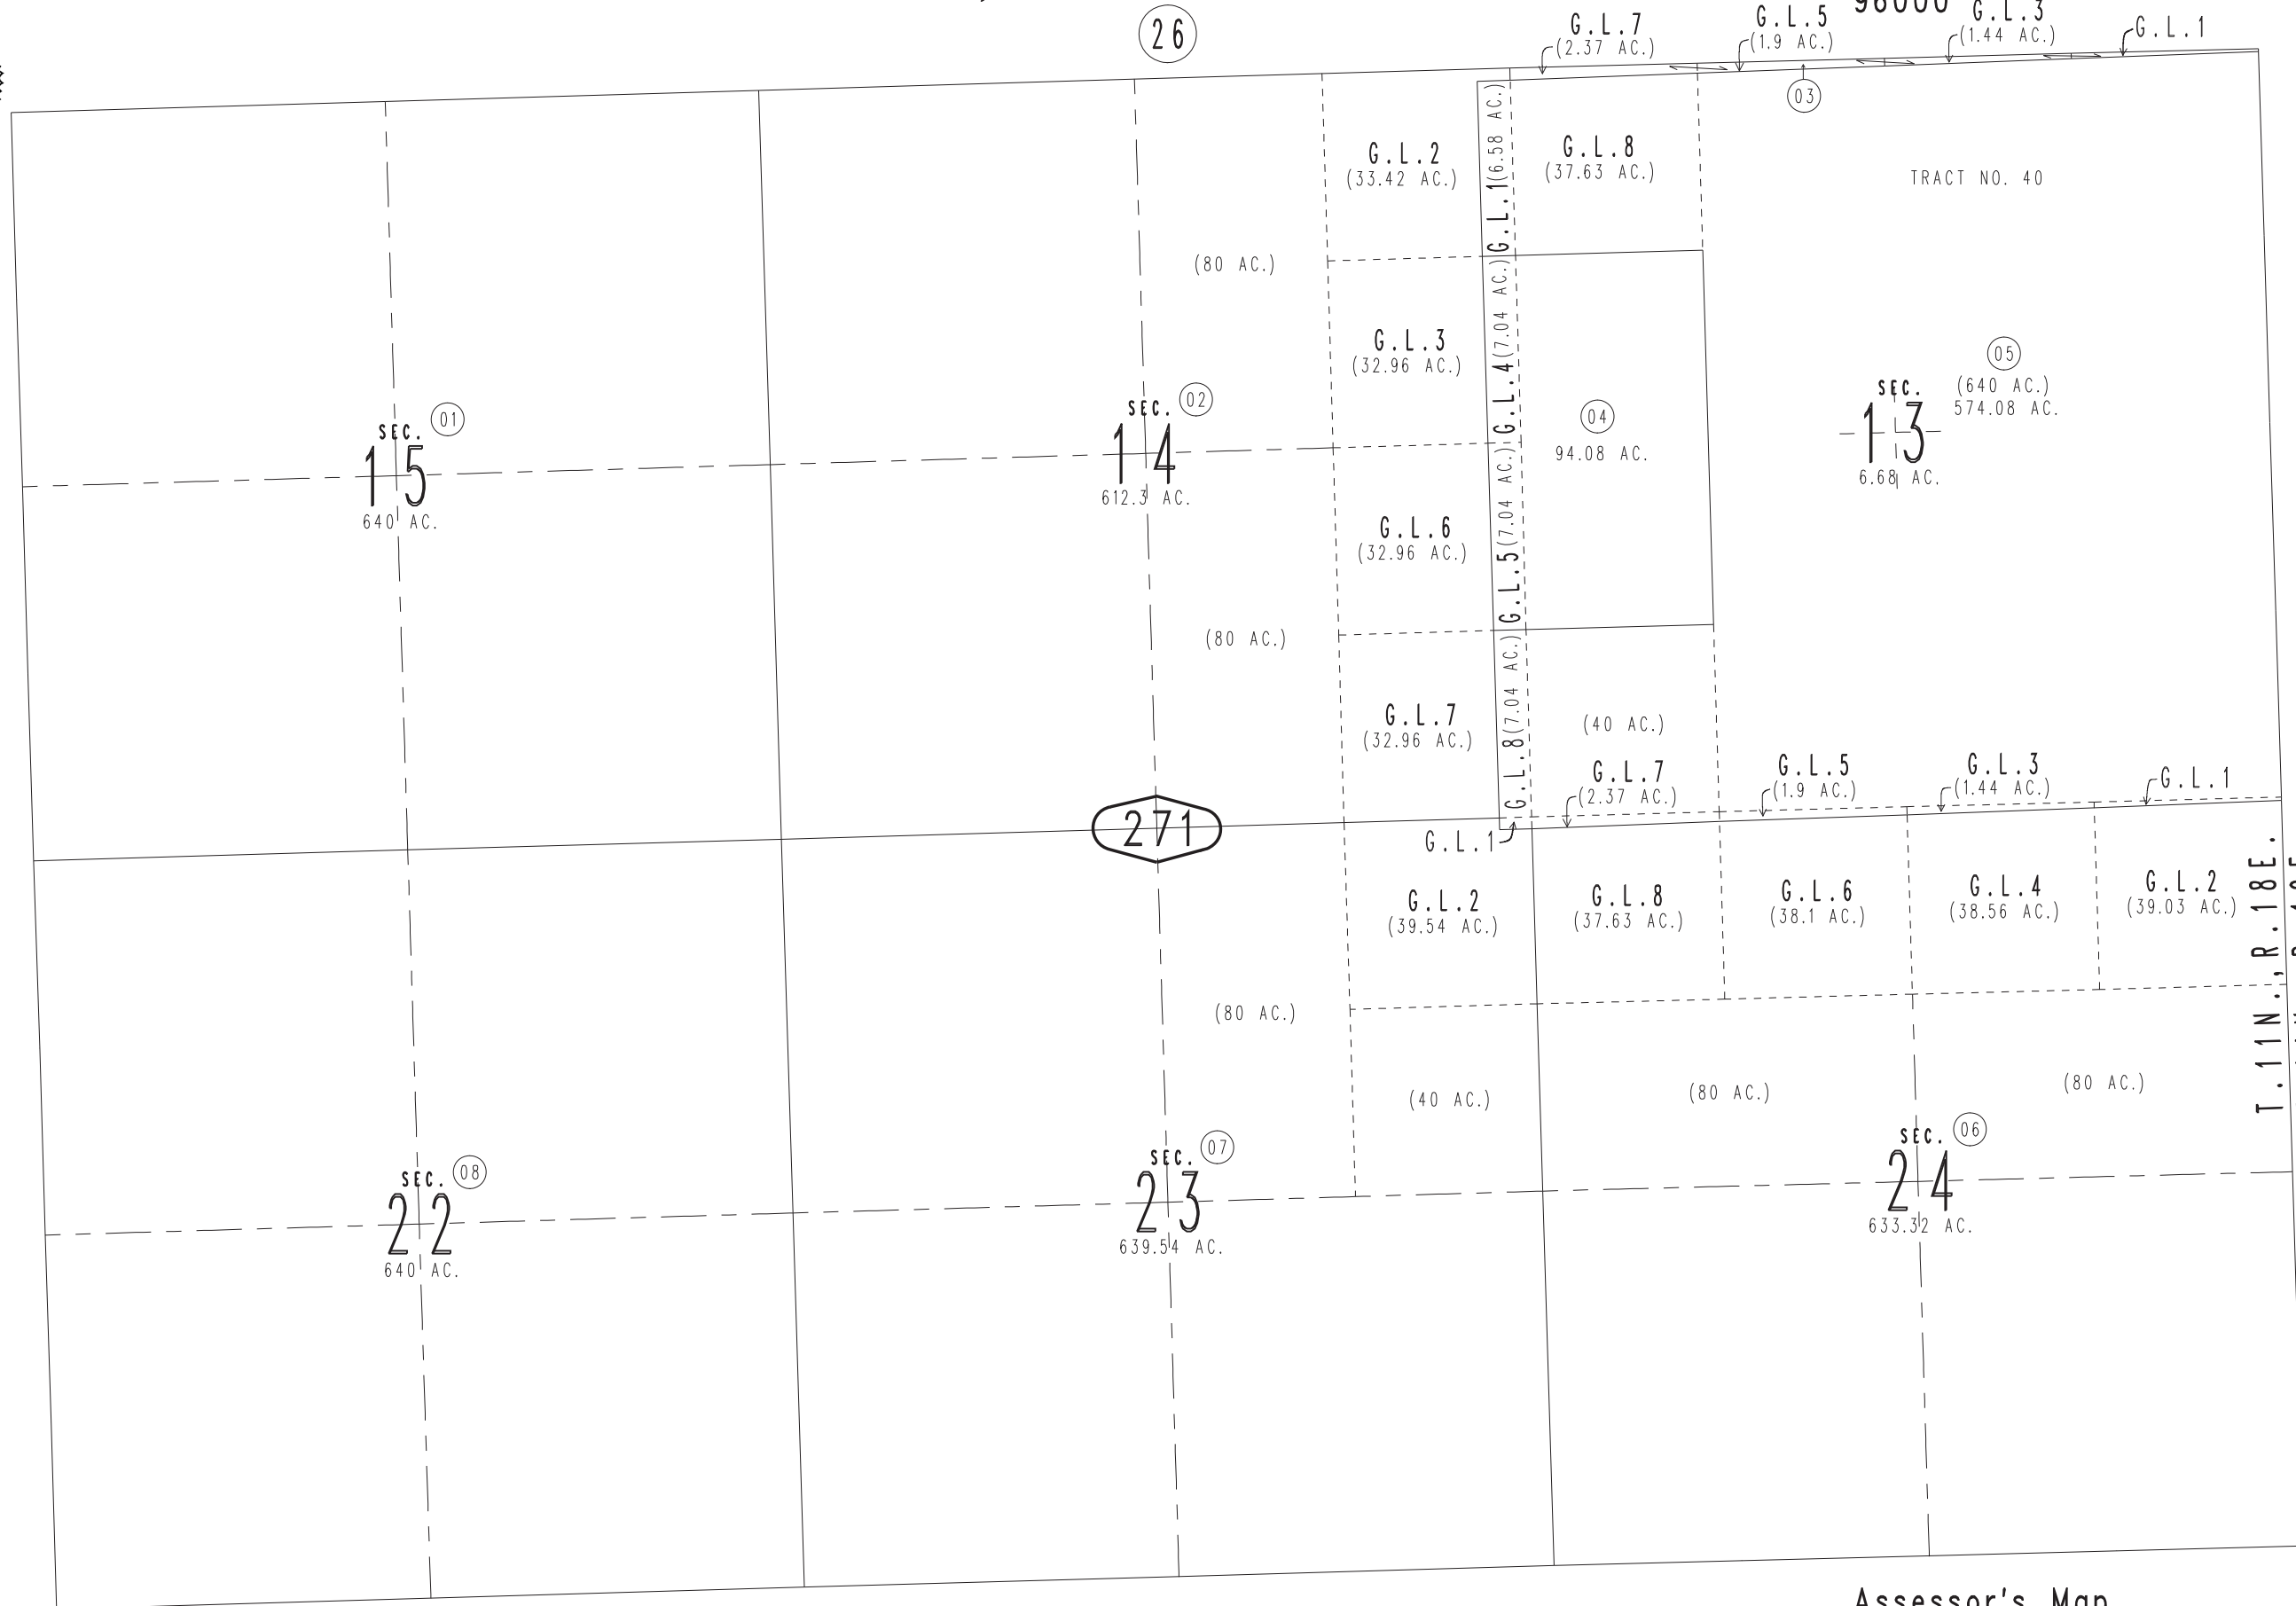 26
96000
G.L.7
(2.37 AC.)
G.L.5
(1.9 AC.)
G.L.3
(1.44 AC.)
G.L.1
03
G.L.2
(33.42 AC.)
G.L.1(6.58 AC.)
G.L.8
(37.63 AC.)
TRACT NO. 40
(80 AC.)
G.L.3
(32.96 AC.)
G.L.4(7.04 AC.)
04
94.08 AC.
05
(640 AC.)
574.08 AC.
SEC.
13
6.68 AC.
SEC. 01
15
640 AC.
SEC. 02
14
612.3 AC.
G.L.6
(32.96 AC.)
G.L.5(7.04 AC.)
(80 AC.)
G.L.7
(32.96 AC.)
G.L.8(7.04 AC.)
(40 AC.)
G.L.7
(2.37 AC.)
G.L.5
(1.9 AC.)
G.L.3
(1.44 AC.)
G.L.1
271
G.L.1
G.L.2
(39.54 AC.)
G.L.8
(37.63 AC.)
G.L.6
(38.1 AC.)
G.L.4
(38.56 AC.)
G.L.2
(39.03 AC.)
T.11N.,R.18E.
(80 AC.)
(40 AC.)
(80 AC.)
(80 AC.)
SEC. 08
22
640 AC.
SEC. 07
23
639.54 AC.
SEC. 06
24
633.32 AC.
Assessor's Map